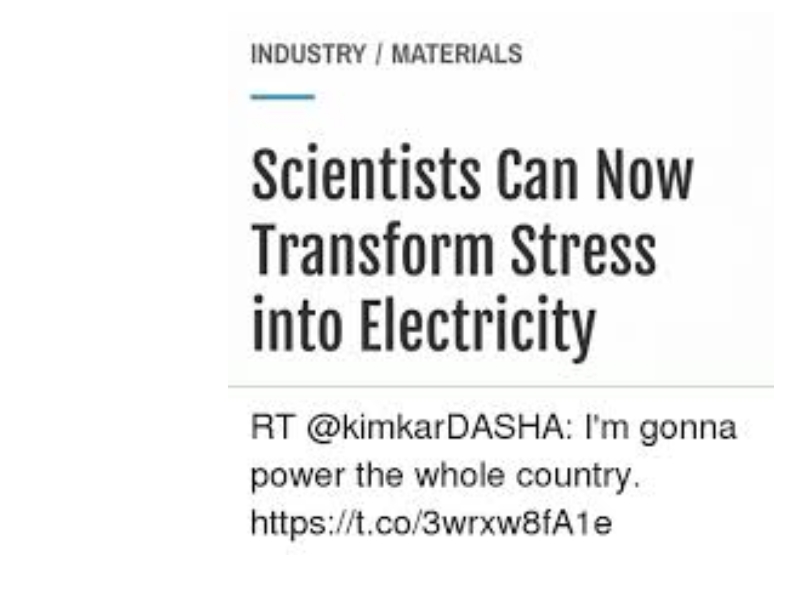 INDUSTRY / MATERIALS
Scientists Can Now
Transform Stress
into Electricity
RT @kimkarDASHA: I'm gonna
power the whole country.
https://t.co/3wrxw8fA1e